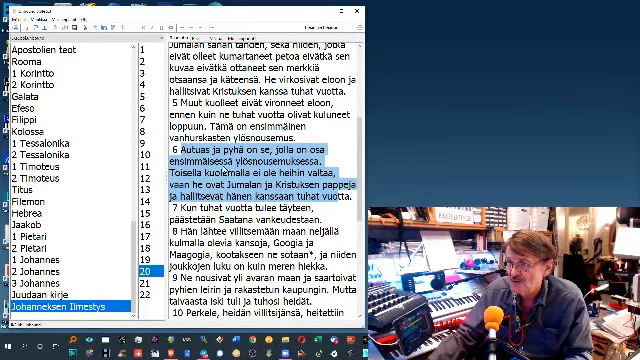 Apostolien teot
Rooma
1 Korintto
2 Korintto
Galata
Efeso
Filippi
Kolossa
1 Tessalonika
2 Tessalonika
1 Timoteus
2 Timoteus
Titus
Filemon
Hebrea
Jaakob
1 Pietari
2 Pietari
1 Johannes
2 Johannes
3 Johannes
Juudaan kirje
Johanneksen Ilmestys
1
2
3
4
5
6
7
8
9
10
11
12
13
14
15
16
17
18
19
20
21
22
Jumalan sanan tähden, sekä niiden, jotka
eivät olleet kumartaneet petoa eivätkä sen
kuvaa eivätkä ottaneet sen merkkiä
otsaansa ja käteensä. He virkosivat eloon ja
hallitsivat Kristuksen kanssa tuhat vuotta.
5 Muut kuolleet eivät vironneet eloon,
ennen kuin ne tuhat vuotta olivat kuluneet
loppuun. Tämä on ensimmäinen
vanhurskasten ylösnousemus.
6 Autuas ja pyhä on se, jolla on osa
ensimmäisessä ylösnousemuksessa.
Toisella kuolemalla ei ole heihin valtaa,
vaan he ovat Jumalan ja Kristuksen pappeja
ja hallitsevat hänen kanssaan tuhat vuotta.
7 Kun tuhat vuotta tulee täyteen,
päästetään Saatana vankeudestaan.
8 Hän lähtee villitsemään maan neljällä
kulmalla olevia kansoja, Googia ja
Maagogia, kootakseen ne sotaan*, ja niiden
joukkojen luku on kuin meren hiekka.
9 Ne nousivat yli avaran maan ja saartoivat
pyhien leirin ja rakastetun kaupungin. Mutta
taivaasta iski tuli ja tuhosi heidät.
10 Perkele, heidän villitsijänsä, heitettiin